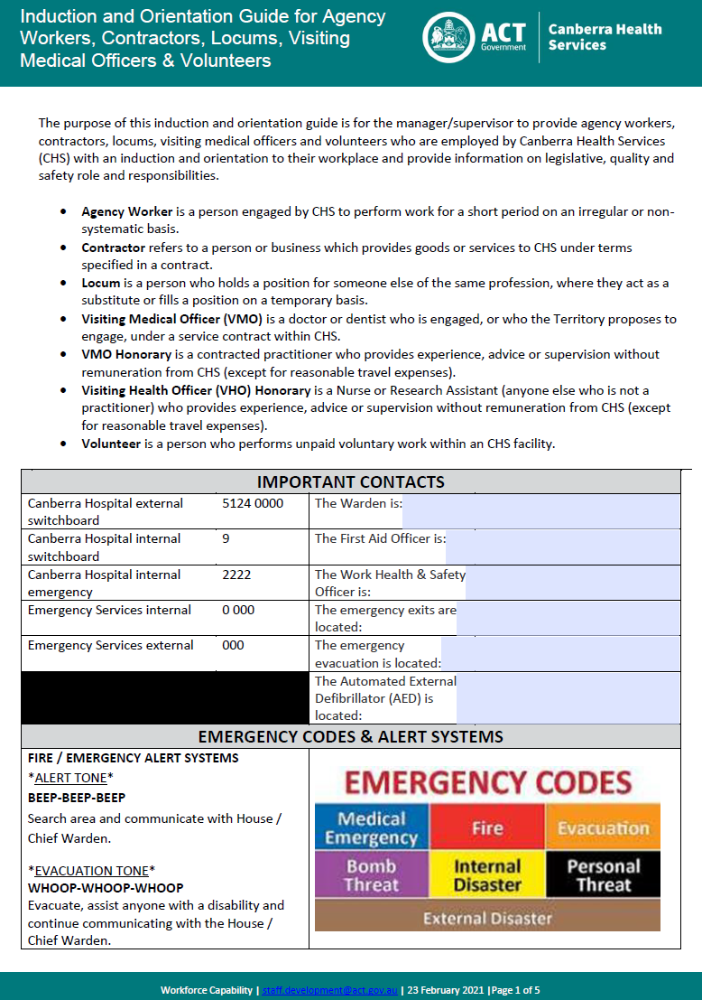 Induction and Orientation Guide for Agency
Workers, Contractors, Locums, Visiting
Medical Officers & Volunteers
ACT
Government
Canberra Health
Services
The purpose of this induction and orientation guide is for the manager/supervisor to provide agency workers,
contractors, locums, visiting medical officers and volunteers who are employed by Canberra Health Services
(CHS) with an induction and orientation to their workplace and provide information on legislative, quality and
safety role and responsibilities.
• Agency Worker is a person engaged by CHS to perform work for a short period on an irregular or non-
systematic basis.
• Contractor refers to a person or business which provides goods or services to CHS under terms
specified in a contract.
• Locum is a person who holds a position for someone else of the same profession, where they act as a
substitute or fills a position on a temporary basis.
• Visiting Medical Officer (VMO) is a doctor or dentist who is engaged, or who the Territory proposes to
engage, under a service contract within CHS.
• VMO Honorary is a contracted practitioner who provides experience, advice or supervision without
remuneration from CHS (except for reasonable travel expenses).
• Visiting Health Officer (VHO) Honorary is a Nurse or Research Assistant (anyone else who is not a
practitioner) who provides experience, advice or supervision without remuneration from CHS (except
for reasonable travel expenses).
• Volunteer is a person who performs unpaid voluntary work within an CHS facility.
IMPORTANT CONTACTS
Canberra Hospital external 5124 0000 The Warden is:
switchboard
Canberra Hospital internal 9 The First Aid Officer is:
switchboard
Canberra Hospital internal 2222 The Work Health & Safety
emergency Officer is:
Emergency Services internal 0 000 The emergency exits are
located:
Emergency Services external 000 The emergency
evacuation is located:
The Automated External
Defibrillator (AED) is
located:
EMERGENCY CODES & ALERT SYSTEMS
FIRE / EMERGENCY ALERT SYSTEMS
*ALERT TONE*
BEEP-BEEP-BEEP
Search area and communicate with House /
Chief Warden.
*EVACUATION TONE*
WHOOP-WHOOP-WHOOP
Evacuate, assist anyone with a disability and
continue communicating with the House /
Chief Warden.
EMERGENCY CODES
Medical
Emergency
Fire
Evacuation
Bomb
Threat
Internal
Disaster
Personal
Threat
External Disaster
Workforce Capability | staff.development@act.gov.au | 23 February 2021 |Page 1 of 5